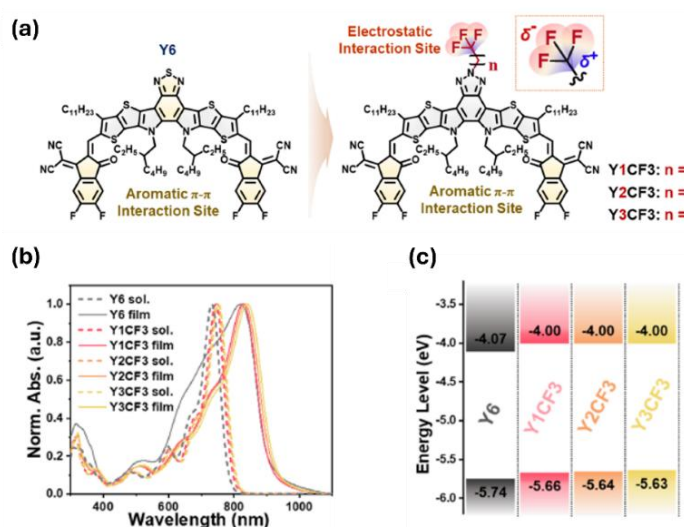 (a)
Y6
Electrostatic
Interaction Site
F
F
F
n
δ-
F
F
F
δ+
N
S
N
N
N
N
C11H23
S
S
S
S
C11H23
C11H23
S
S
S
S
C11H23
NC
CN
O
N
N
O
CN
NC
C2H5
C2H5
C4H9
C4H9
NC
CN
O
N
N
O
CN
NC
C2H5
C2H5
C4H9
C4H9
Aromatic π-π
Interaction Site
Aromatic π-π
Interaction Site
F
F
F
F
F
F
F
F
Y1CF3: n =
Y2CF3: n =
Y3CF3: n =
(b)
Norm. Abs. (a.u.)
1.0
0.8
0.6
0.4
0.2
0.0
Y6 sol.
Y6 film
Y1CF3 sol.
Y1CF3 film
Y2CF3 sol.
Y2CF3 film
Y3CF3 sol.
Y3CF3 film
400
600
800
1000
Wavelength (nm)
(c)
Energy Level (eV)
-3.5
-4.0
-4.5
-5.0
-5.5
-6.0
-4.07
-4.00
-4.00
-4.00
Y6
Y1CF3
Y2CF3
Y3CF3
-5.74
-5.66
-5.64
-5.63